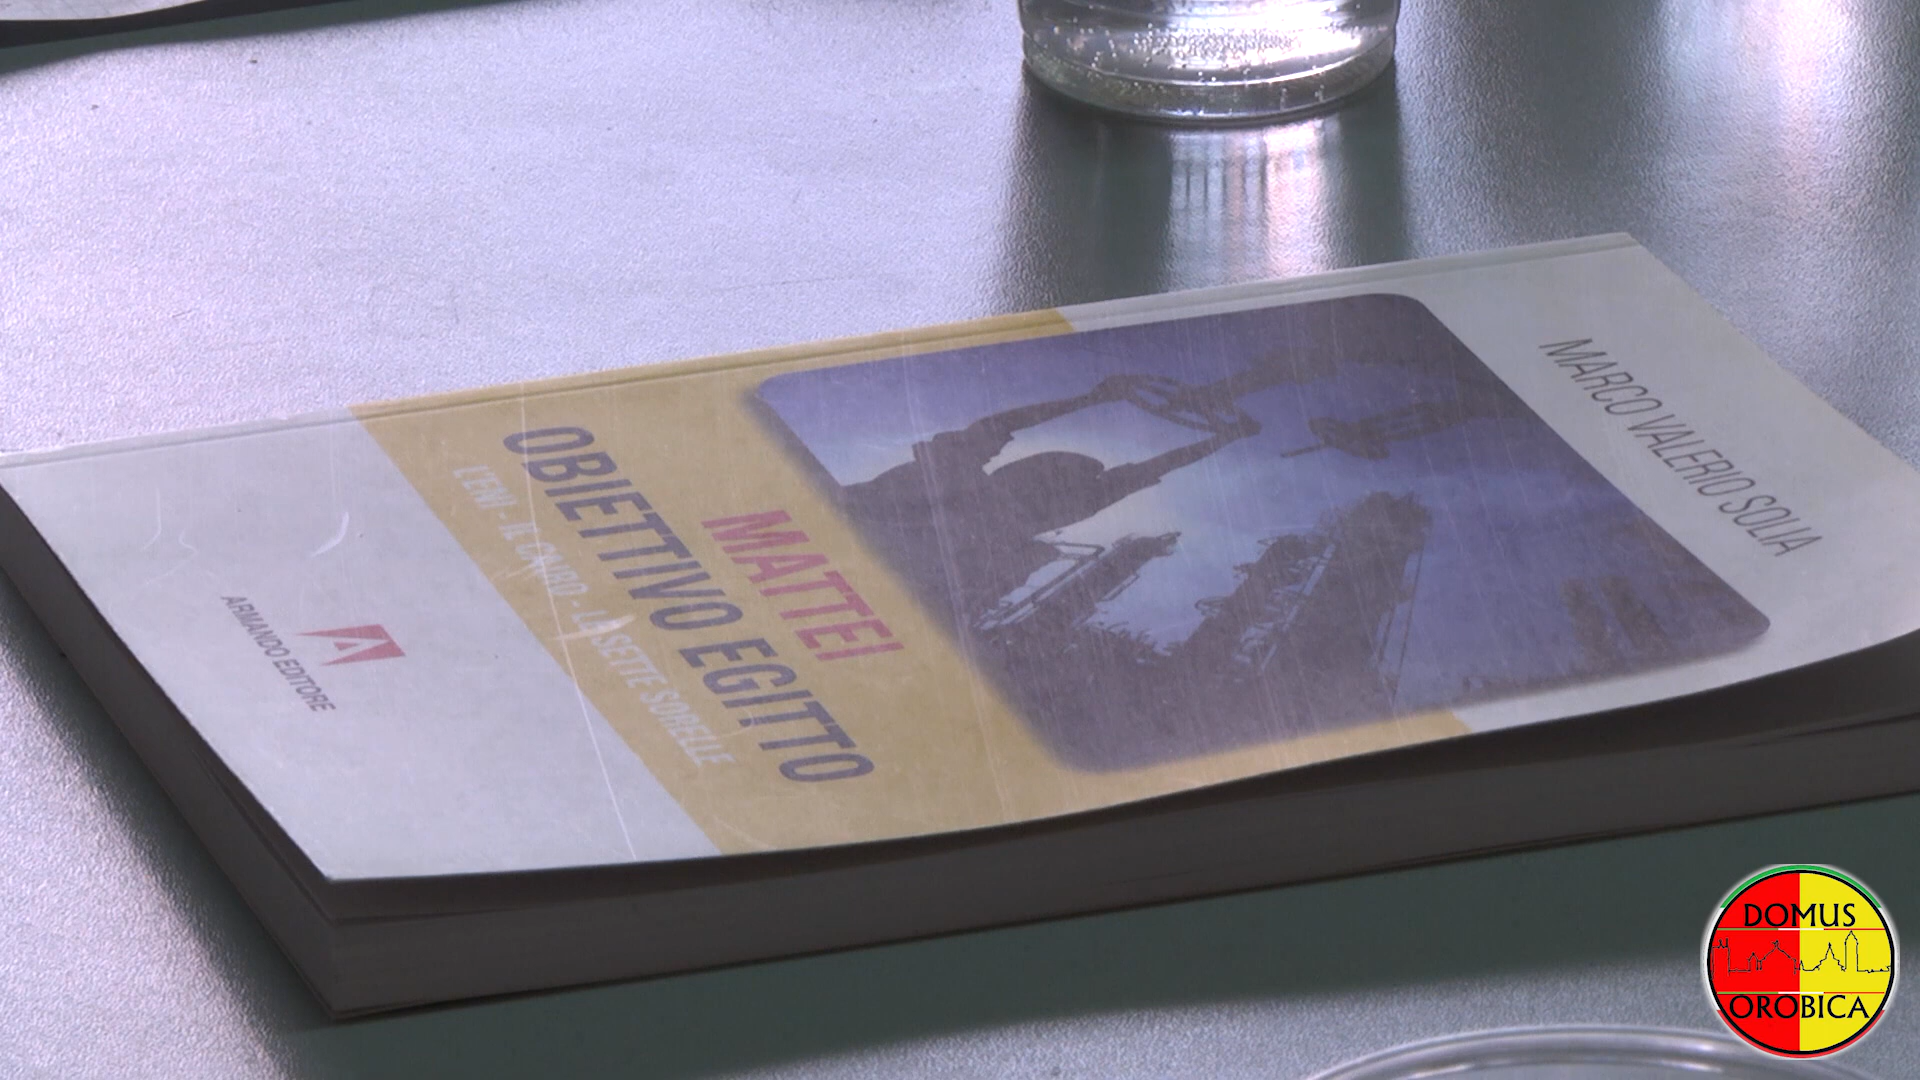 MARCO VALERIO SOLIA
MATTEI
OBIETTIVO EGITTO
L'ENI - IL CAIRO - LE SETTE SORELLE
ARMANDO EDITORE
DOMUS
OROBICA